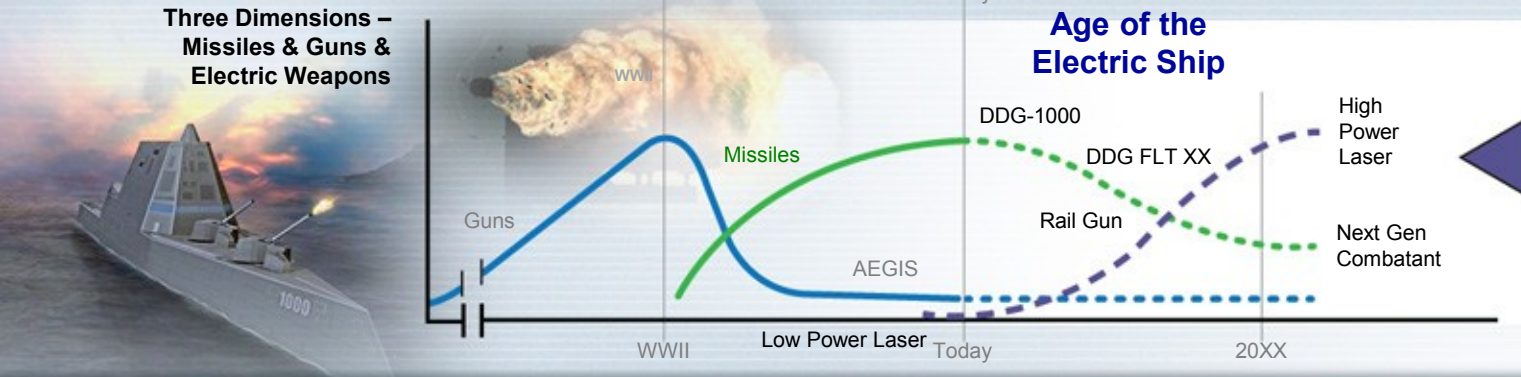 Three Dimensions –
Missiles & Guns &
Electric Weapons
WWII
Age of the
Electric Ship
DDG-1000
High
Power
Laser
Missiles
DDG FLT XX
Guns
Rail Gun
Next Gen
Combatant
AEGIS
1000
Low Power Laser
WWII
Today
20XX